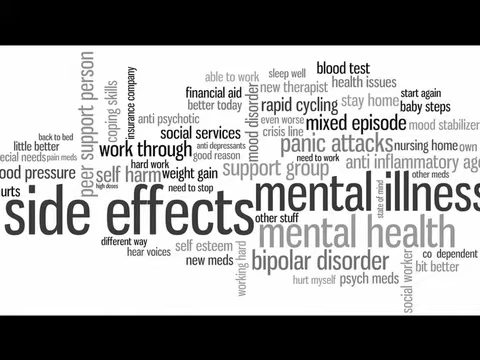 sleep well
blood test
able to work
health issues
new therapist
peer support person
coping skills
insurance company
financial aid
mood disorder
start again
better today
rapid cycling
stay home
baby steps
anti psychotic
even worse
mixed episode
mood stabilizer
social services
crisis line
back to bed
little better
work through
anti depressants
panic attacks
nursing home
own
good reason
pain meds
hard work
need to work
anti inflammatory
self harm
weight gain
support group
other meds
high doses
need to stop
mental illness
state of mind
side effects
other stuff
mental health
different way
self esteem
hear voices
working hard
new meds
bipolar disorder
social worker
co dependent
bit better
hurt myself
psych meds